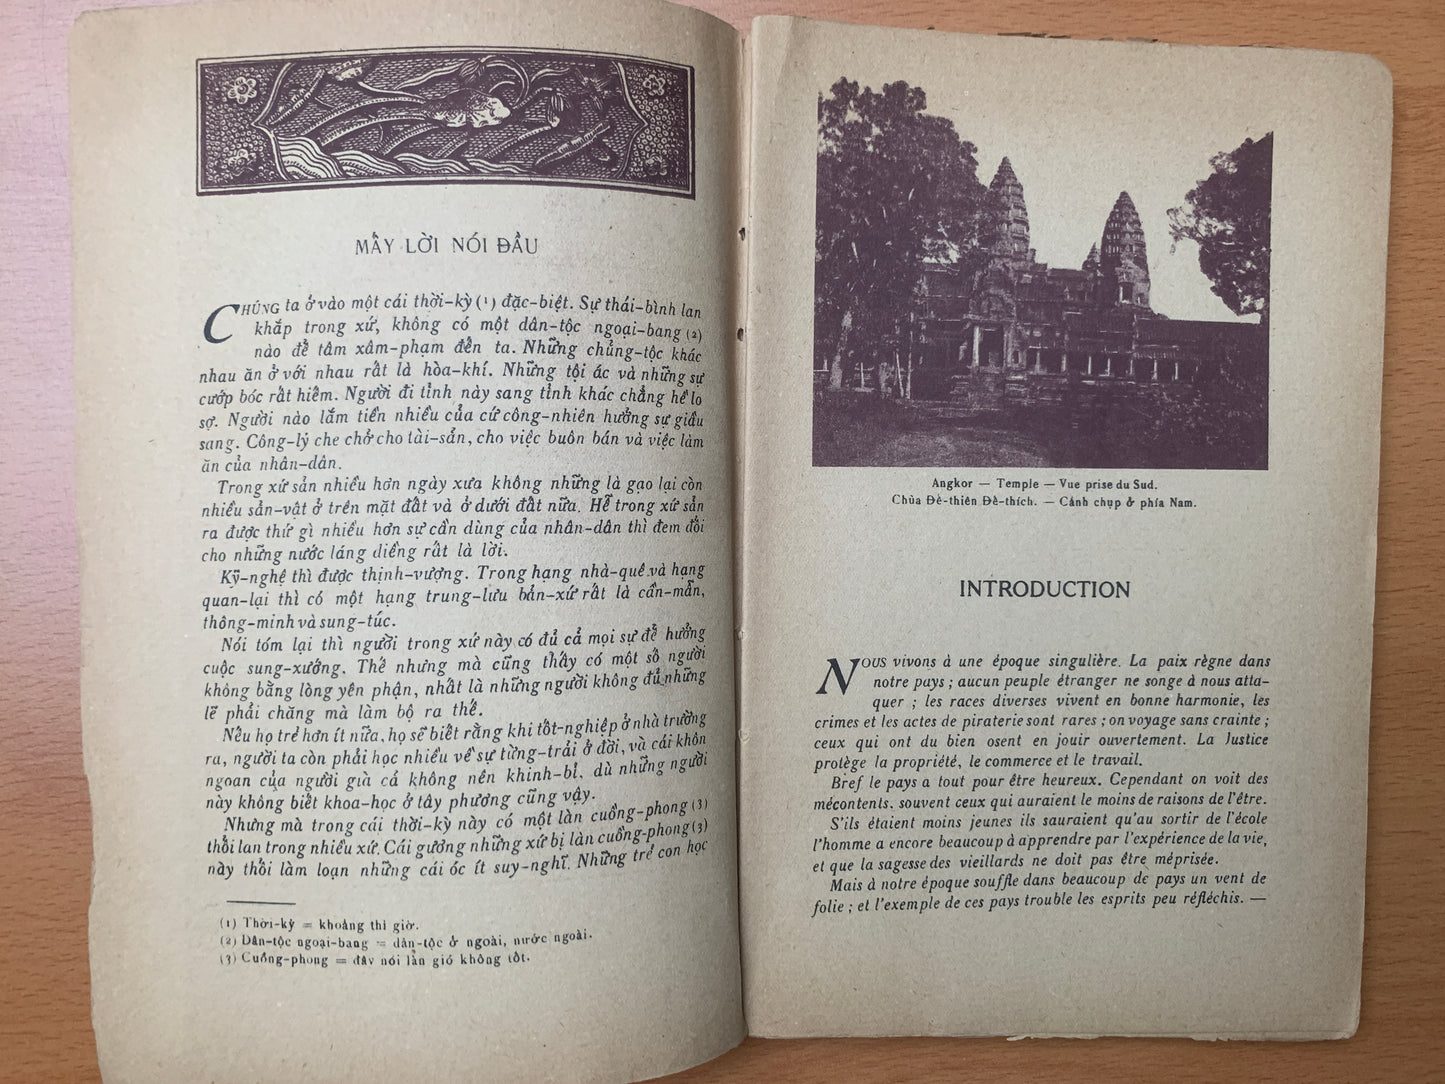 MẤY LỜI NÓI ĐẦU
CHÚNG ta ở vào một cái thời-kỳ (1) đặc-biệt. Sự thái-bình lan
khắp trong xứ, không có một dân-tộc ngoại-bang (2)
nào để tâm xâm-phạm đến ta. Những chủng-tộc khác
nhau ăn ở với nhau rất là hòa-khí. Những tội ác và những sự
cướp bóc rất hiếm. Người đi tỉnh này sang tỉnh khác chẳng hề lo
sợ. Người nào lắm tiền nhiều của cứ công-nhiên hưởng sự giầu
sang. Công-lý che chở cho tài-sản, cho việc buôn bán và việc làm
ăn của nhân-dân.
Trong xứ sản nhiều hơn ngày xưa không những là gạo lại còn
nhiều sản-vật ở trên mặt đất và ở dưới đất nữa. Hễ trong xứ sản
ra được thứ gì nhiều hơn sự cần dùng của nhân-dân thì đem đổi
cho những nước láng diềng rất là lời.
Kỹ-nghệ thì được thịnh-vượng. Trong hạng nhà-quê và hạng
quan-lại thì có một hạng trung-lưu bản-xứ rất là cần-mẫn,
thông-minh và sung-túc.
Nói tóm lại thì người trong xứ này có đủ cả mọi sự để hưởng
cuộc sung-xướng. Thế nhưng mà cũng thấy có một số người
không bằng lòng yên phận, nhất là những người không đủ những
lẽ phải chăng mà làm bộ ra thế.
Nếu họ trẻ hơn ít nữa, họ sẽ biết rằng khi tốt-nghiệp ở nhà trường
ra, người ta còn phải học nhiều về sự từng-trải ở đời, và cái khôn
ngoan của người già cả không nên khinh-bỉ, dù những người
này không biết khoa-học ở tây phương cũng vậy.
Nhưng mà trong cái thời-kỳ này có một làn cuồng-phong (3)
thổi lan trong nhiều xứ. Cái gương những xứ bị làn cuồng-phong (3)
này thổi làm loạn những cái óc ít suy-nghĩ. Những trẻ con học
(1) Thời-kỳ = khoảng thì giờ.
(2) Dân-tộc ngoại-bang = dân-tộc ở ngoài, nước ngoài.
(3) Cuồng-phong = đây nói lần gió không tốt.
Angkor — Temple — Vue prise du Sud.
Chùa Đê-thiên Đê-thích. — Cảnh chụp ở phía Nam.
INTRODUCTION
NOUS vivons à une époque singulière. La paix règne dans
notre pays ; aucun peuple étranger ne songe à nous atta-
quer ; les races diverses vivent en bonne harmonie, les
crimes et les actes de piraterie sont rares ; on voyage sans crainte ;
ceux qui ont du bien osent en jouir ouvertement. La Justice
protège la propriété, le commerce et le travail.
Bref le pays a tout pour être heureux. Cependant on voit des
mécontents, souvent ceux qui auraient le moins de raisons de l'être.
S'ils étaient moins jeunes ils sauraient qu'au sortir de l'école
l'homme a encore beaucoup à apprendre par l'expérience de la vie,
et que la sagesse des vieillards ne doit pas être méprisée.
Mais à notre époque souffle dans beaucoup de pays un vent de
folie ; et l'exemple de ces pays trouble les esprits peu réfléchis. —